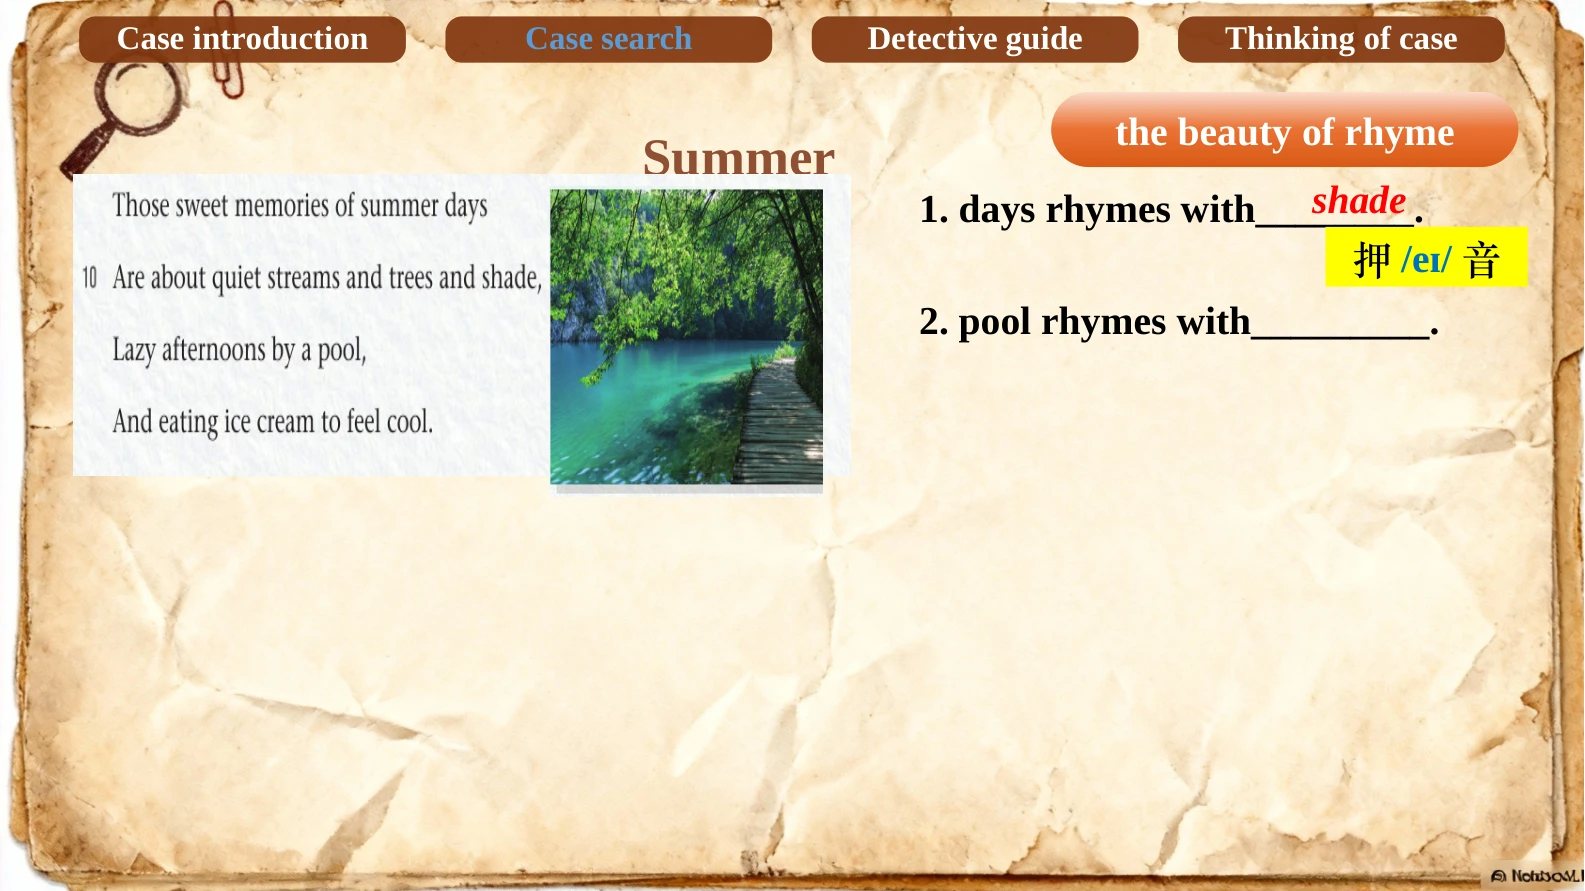 Case introduction
Case search
Detective guide
Thinking of case
the beauty of rhyme
Summer
Those sweet memories of summer days
10 Are about quiet streams and trees and shade,
Lazy afternoons by a pool,
And eating ice cream to feel cool.
1. days rhymes with shade.
押 /eɪ/ 音
2. pool rhymes with_________.